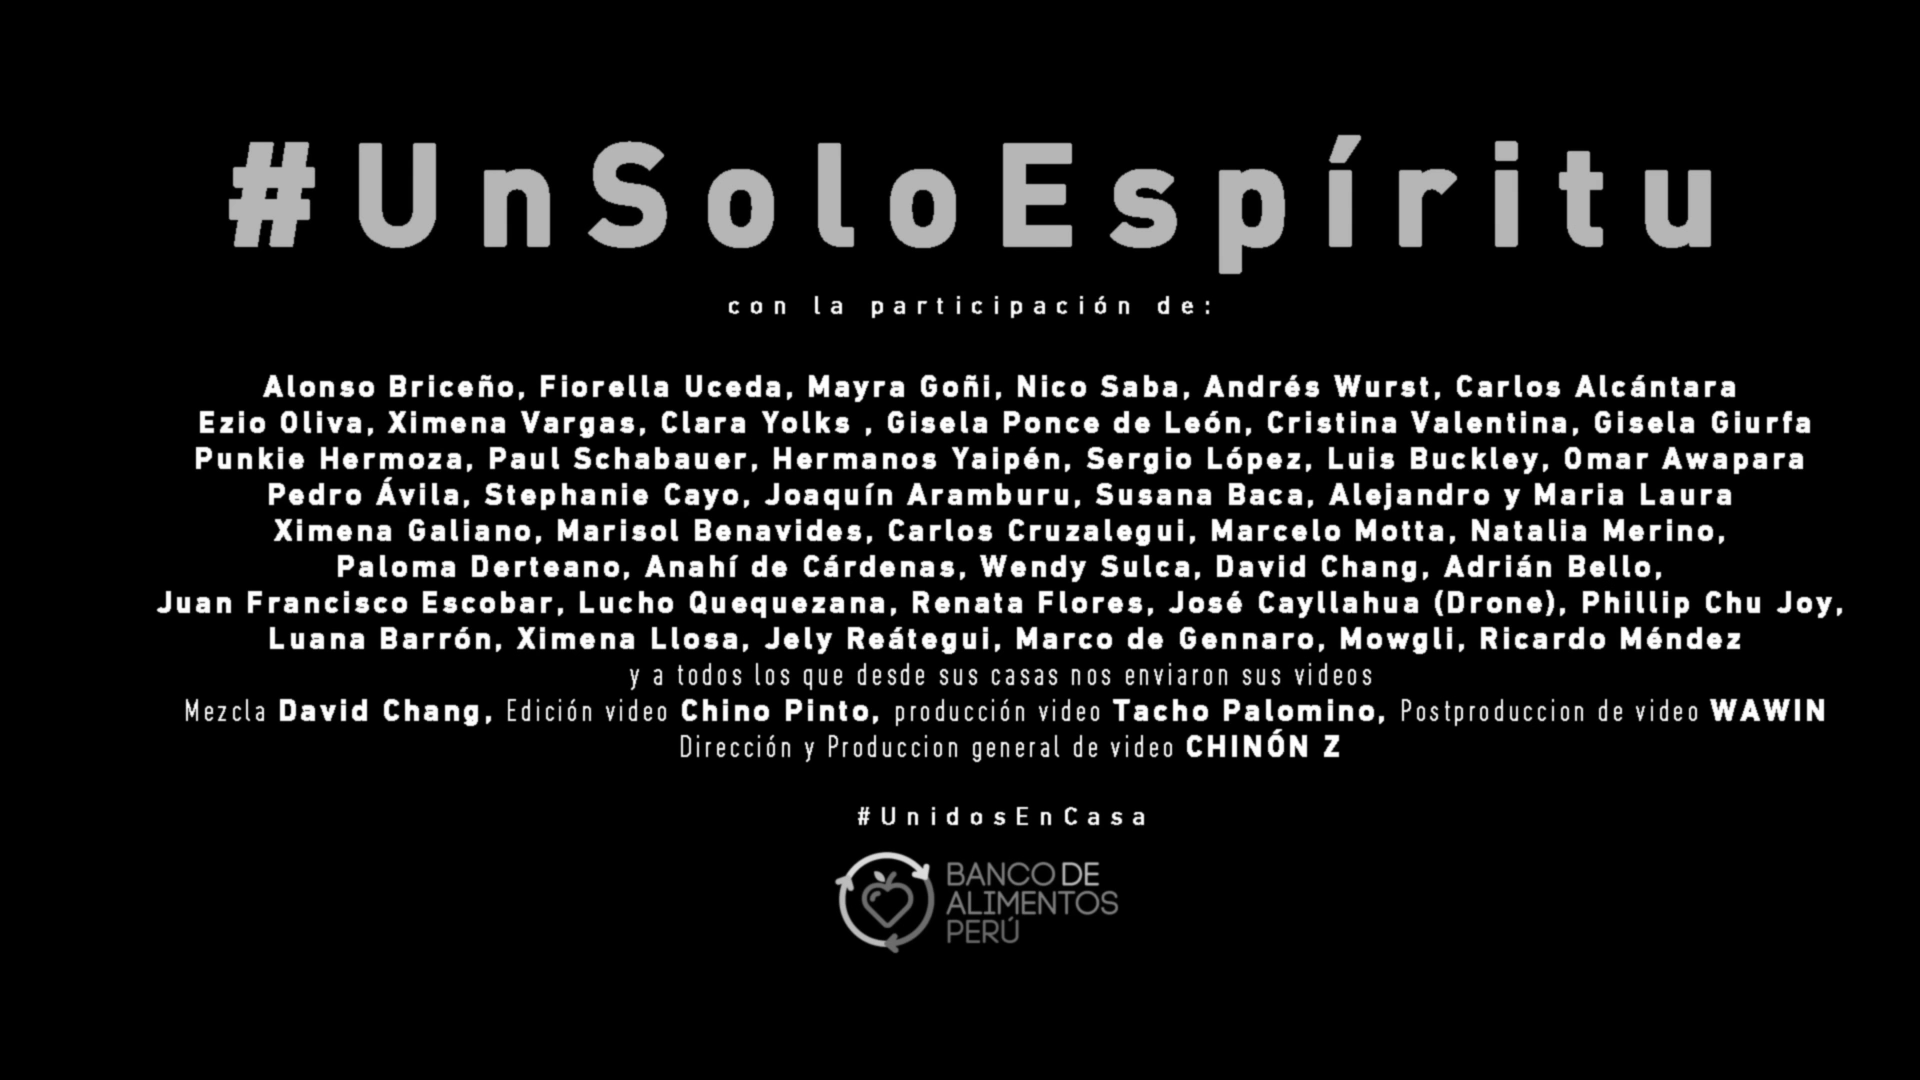 #UnSoloEspíritu
con la participación de:
Alonso Briceño, Fiorella Uceda, Mayra Goñi, Nico Saba, Andrés Wurst, Carlos Alcántara
Ezio Oliva, Ximena Vargas, Clara Yolks , Gisela Ponce de León, Cristina Valentina, Gisela Giurfa
Punkie Hermoza, Paul Schabauer, Hermanos Yaipén, Sergio López, Luis Buckley, Omar Awapara
Pedro Ávila, Stephanie Cayo, Joaquín Aramburu, Susana Baca, Alejandro y Maria Laura
Ximena Galiano, Marisol Benavides, Carlos Cruzalegui, Marcelo Motta, Natalia Merino,
Paloma Derteano, Anahí de Cárdenas, Wendy Sulca, David Chang, Adrián Bello,
Juan Francisco Escobar, Lucho Quequezana, Renata Flores, José Cayllahua (Drone), Phillip Chu Joy,
Luana Barrón, Ximena Llosa, Jely Reátegui, Marco de Gennaro, Mowgli, Ricardo Méndez
y a todos los que desde sus casas nos enviaron sus videos
Mezcla David Chang, Edición video Chino Pinto, producción video Tacho Palomino, Postproduccion de video WAWIN
Dirección y Produccion general de video CHINÓN Z
#UnidosEnCasa
BANCO DE
ALIMENTOS
PERÚ